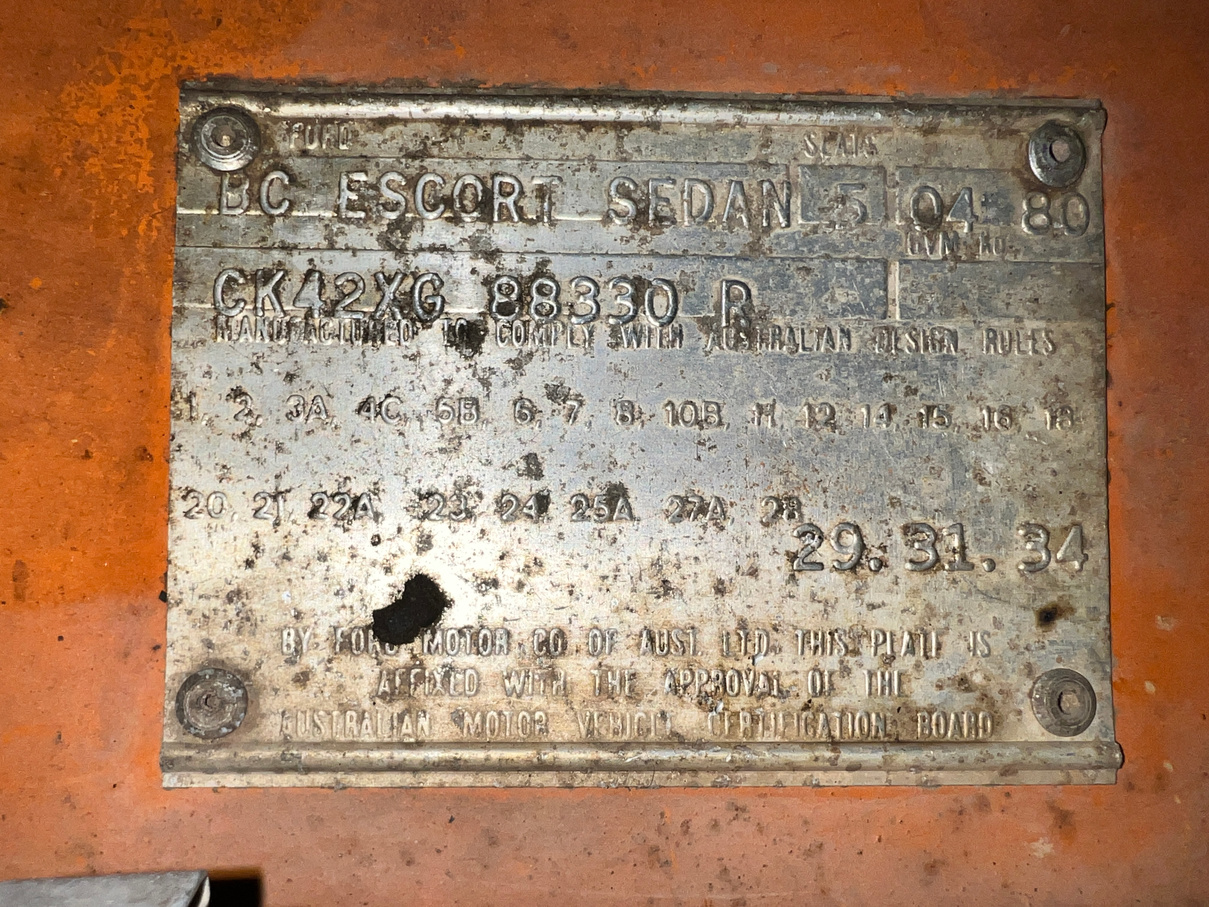 FORD SEATS
BC ESCORT SEDAN 5 04 80
GVM KG.
CK42XG 88330 R
MANUFACTURED TO COMPLY WITH AUSTRALIAN DESIGN RULES
1, 2, 3A, 4C, 5B, 6, 7, 8, 10B, 11, 12, 14, 15, 16, 18,
20, 21, 22A, 23, 24, 25A, 27A, 28
29. 31. 34
BY FORD MOTOR CO OF AUST. LTD. THIS PLATE IS
AFFIXED WITH THE APPROVAL OF THE
AUSTRALIAN MOTOR VEHICLE CERTIFICATION BOARD